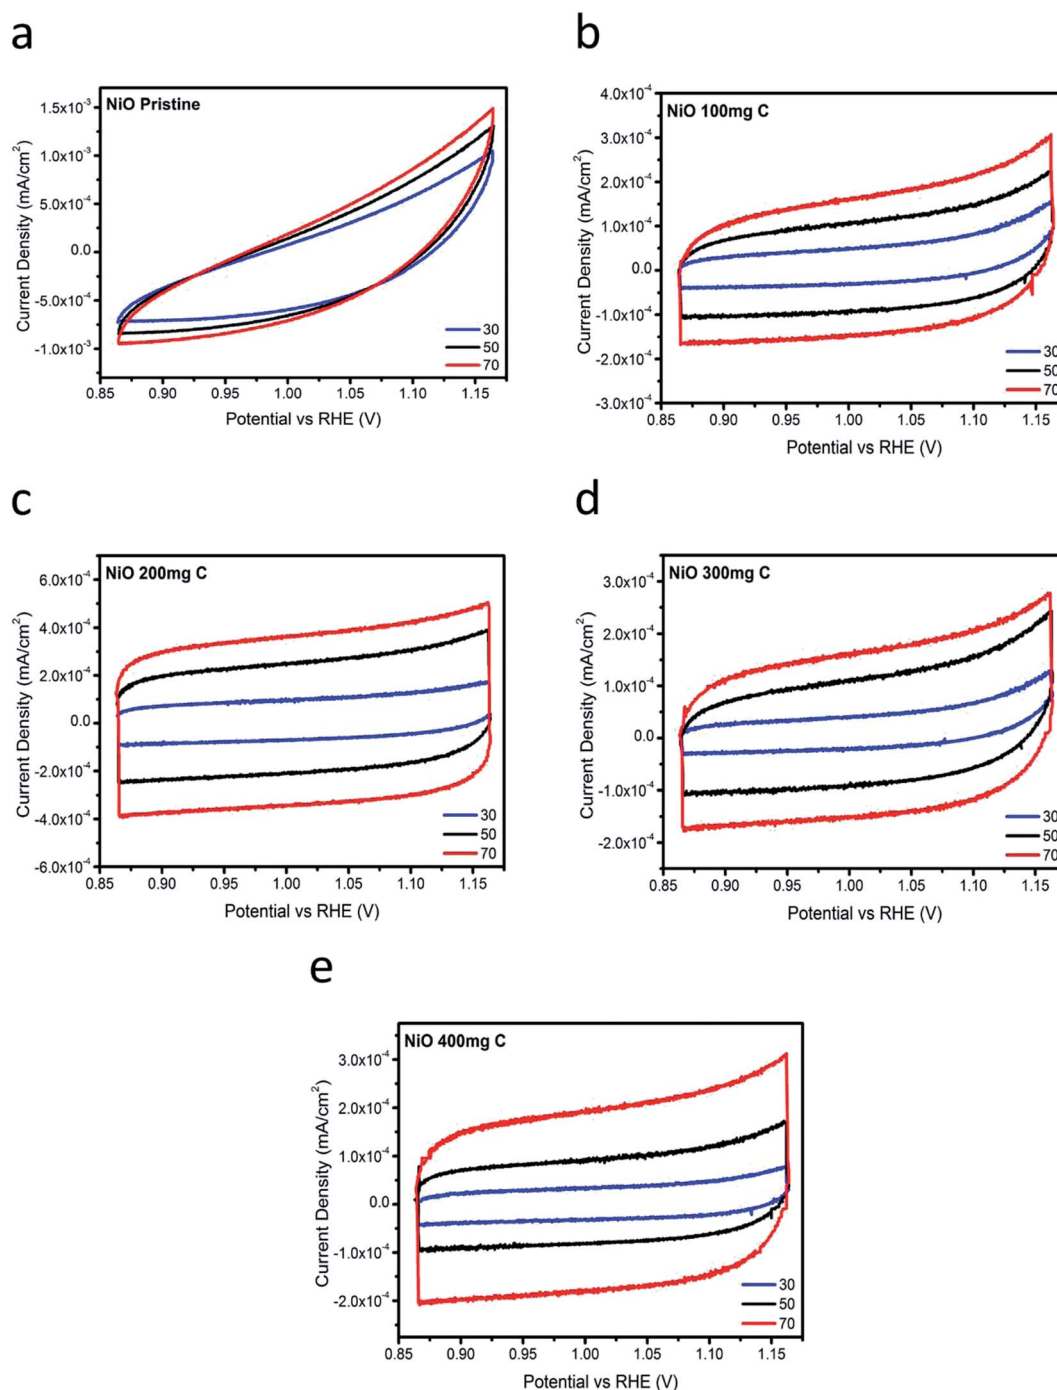 a
NiO Pristine
1.5x10⁻³
1.0x10⁻³
5.0x10⁻⁴
0.0
-5.0x10⁻⁴
-1.0x10⁻³
Current Density (mA/cm²)
30
50
70
0.85 0.90 0.95 1.00 1.05 1.10 1.15
Potential vs RHE (V)
b
NiO 100mg C
4.0x10⁻⁴
3.0x10⁻⁴
2.0x10⁻⁴
1.0x10⁻⁴
0.0
-1.0x10⁻⁴
-2.0x10⁻⁴
-3.0x10⁻⁴
Current Density (mA/cm²)
30
50
70
0.85 0.90 0.95 1.00 1.05 1.10 1.15
Potential vs RHE (V)
c
NiO 200mg C
6.0x10⁻⁴
4.0x10⁻⁴
2.0x10⁻⁴
0.0
-2.0x10⁻⁴
-4.0x10⁻⁴
-6.0x10⁻⁴
Current Density (mA/cm²)
30
50
70
0.85 0.90 0.95 1.00 1.05 1.10 1.15
Potential vs RHE (V)
d
NiO 300mg C
3.0x10⁻⁴
2.0x10⁻⁴
1.0x10⁻⁴
0.0
-1.0x10⁻⁴
-2.0x10⁻⁴
Current Density (mA/cm²)
30
50
70
0.85 0.90 0.95 1.00 1.05 1.10 1.15
Potential vs RHE (V)
e
NiO 400mg C
3.0x10⁻⁴
2.0x10⁻⁴
1.0x10⁻⁴
0.0
-1.0x10⁻⁴
-2.0x10⁻⁴
Current Density (mA/cm²)
30
50
70
0.85 0.90 0.95 1.00 1.05 1.10 1.15
Potential vs RHE (V)